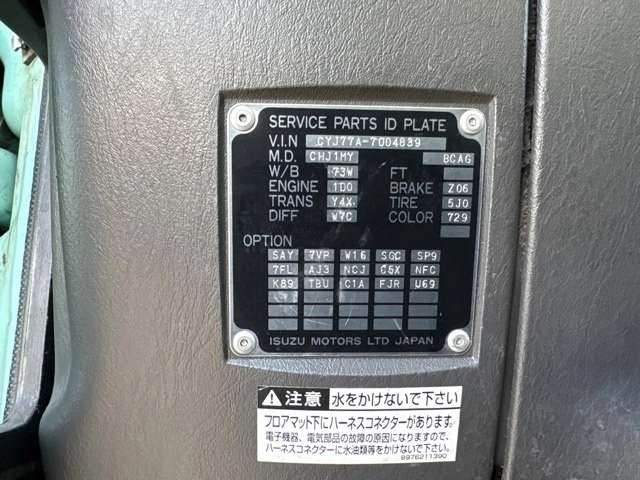 SERVICE PARTS ID PLATE
V.I.N CYJ77A-7004839
M.D. CHJ1MY BCAG
W/B 73W FT
ENGINE 1D0 BRAKE Z06
TRANS Y4X TIRE 5J0
DIFF W7C COLOR 729
OPTION
SAY 7VP W16 SGC SP9
7FL AJ3 NCJ C6X NFC
K89 TBU C1A FJR U69
ISUZU MOTORS LTD JAPAN
注意 水をかけないで下さい
フロアマット下にハーネスコネクターがあります。
電子機器、電気部品の故障の原因になりますので、
ハーネスコネクターに水油類等をかけないで下さい。
8976211390